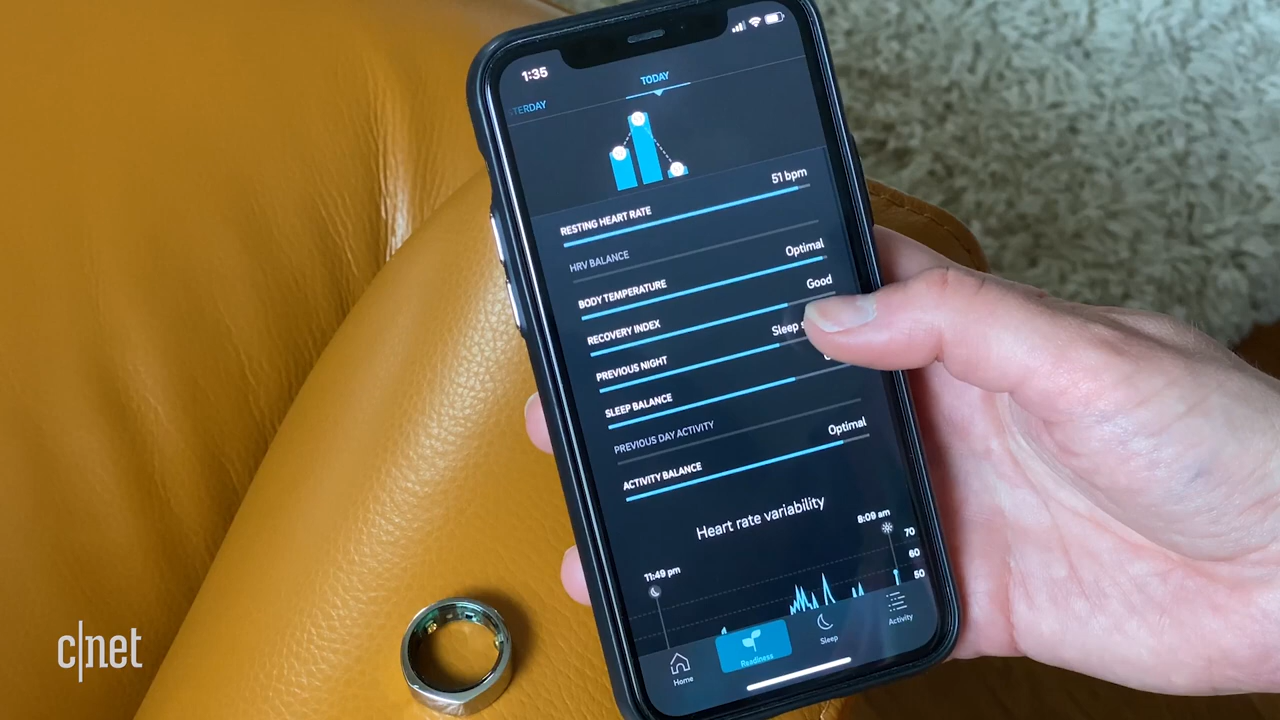 1:35
TERDAY
TODAY
51 bpm
RESTING HEART RATE
HRV BALANCE
Optimal
BODY TEMPERATURE
Good
RECOVERY INDEX
Sleep
PREVIOUS NIGHT
SLEEP BALANCE
PREVIOUS DAY ACTIVITY
Optimal
ACTIVITY BALANCE
Heart rate variability
8:09 am
70
60
50
11:49 pm
Home
Readiness
Sleep
Activity
c|net